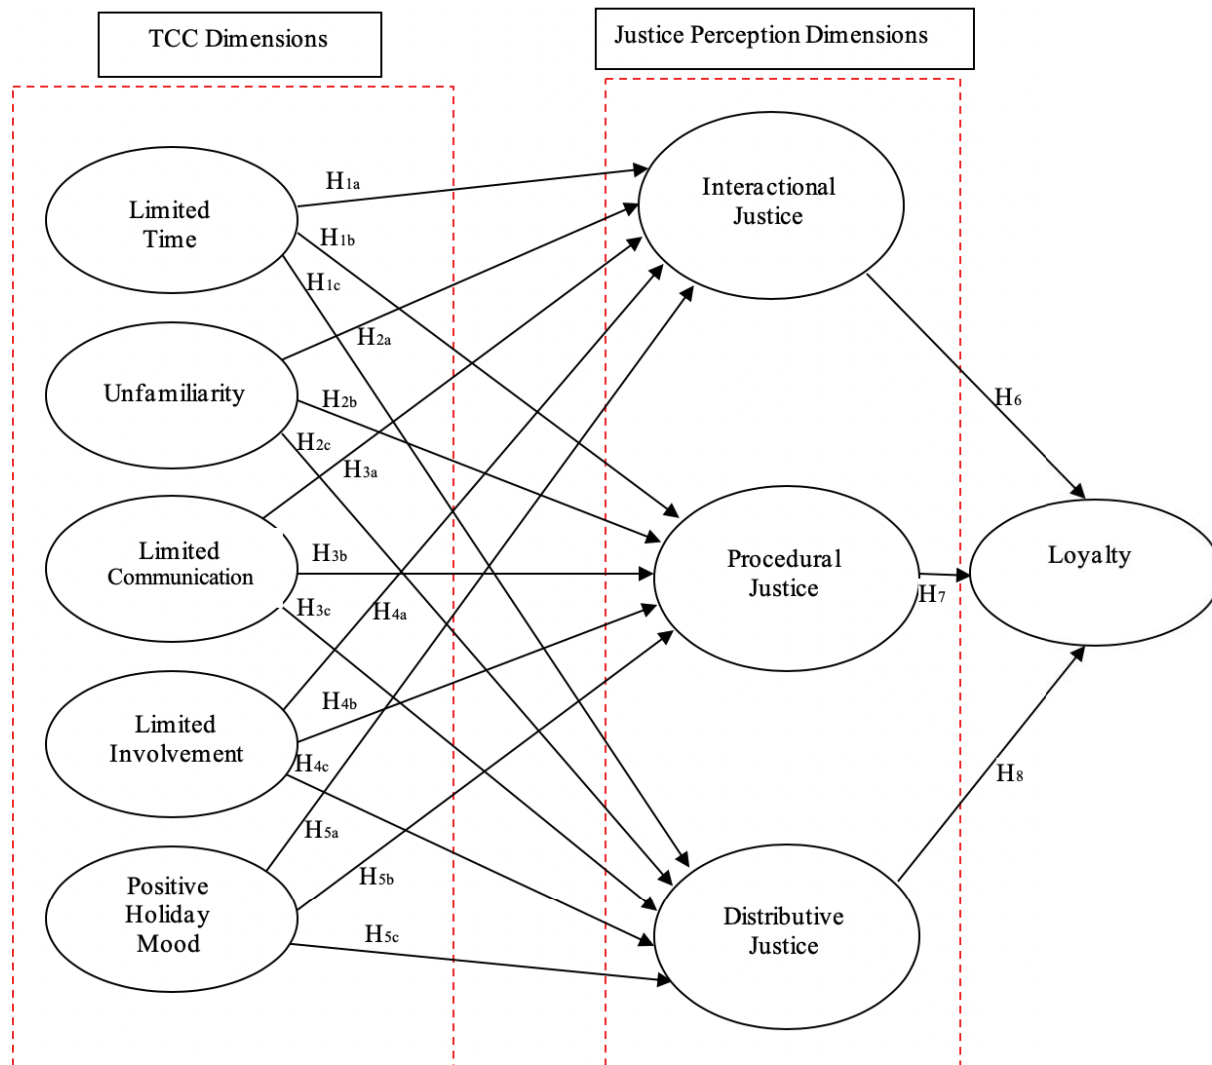 TCC Dimensions
Justice Perception Dimensions
Limited
Time
Unfamiliarity
Limited
Communication
Limited
Involvement
Positive
Holiday
Mood
H1a
H1b
H1c
H2a
H2b
H2c
H3a
H3b
H3c
H4a
H4b
H4c
H5a
H5b
H5c
Interactional
Justice
Procedural
Justice
Distributive
Justice
H6
H7
H8
Loyalty